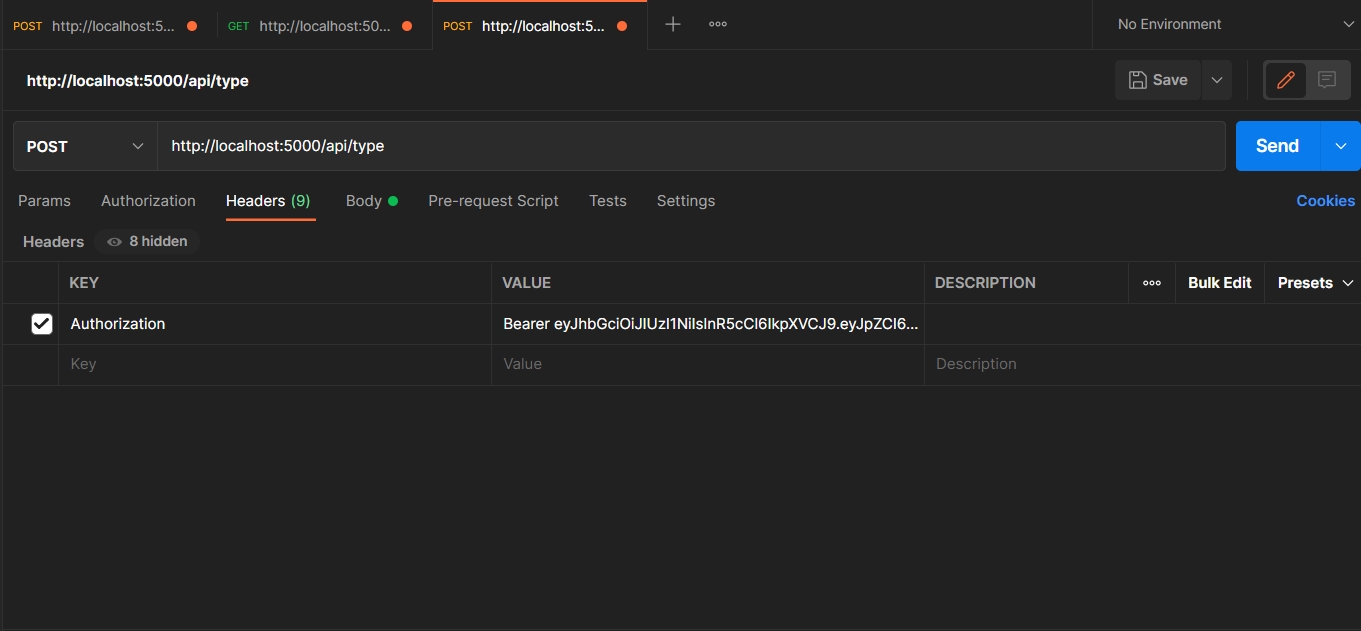 POST http://localhost:5... GET http://localhost:50... POST http://localhost:5... No Environment
http://localhost:5000/api/type Save
POST http://localhost:5000/api/type Send
Params Authorization Headers (9) Body Pre-request Script Tests Settings Cookies
Headers 8 hidden
KEY VALUE DESCRIPTION Bulk Edit Presets
Authorization Bearer eyJhbGciOiJIUzI1NiIsInR5cCI6IkpXVCJ9.eyJpZCI6...
Key Value Description